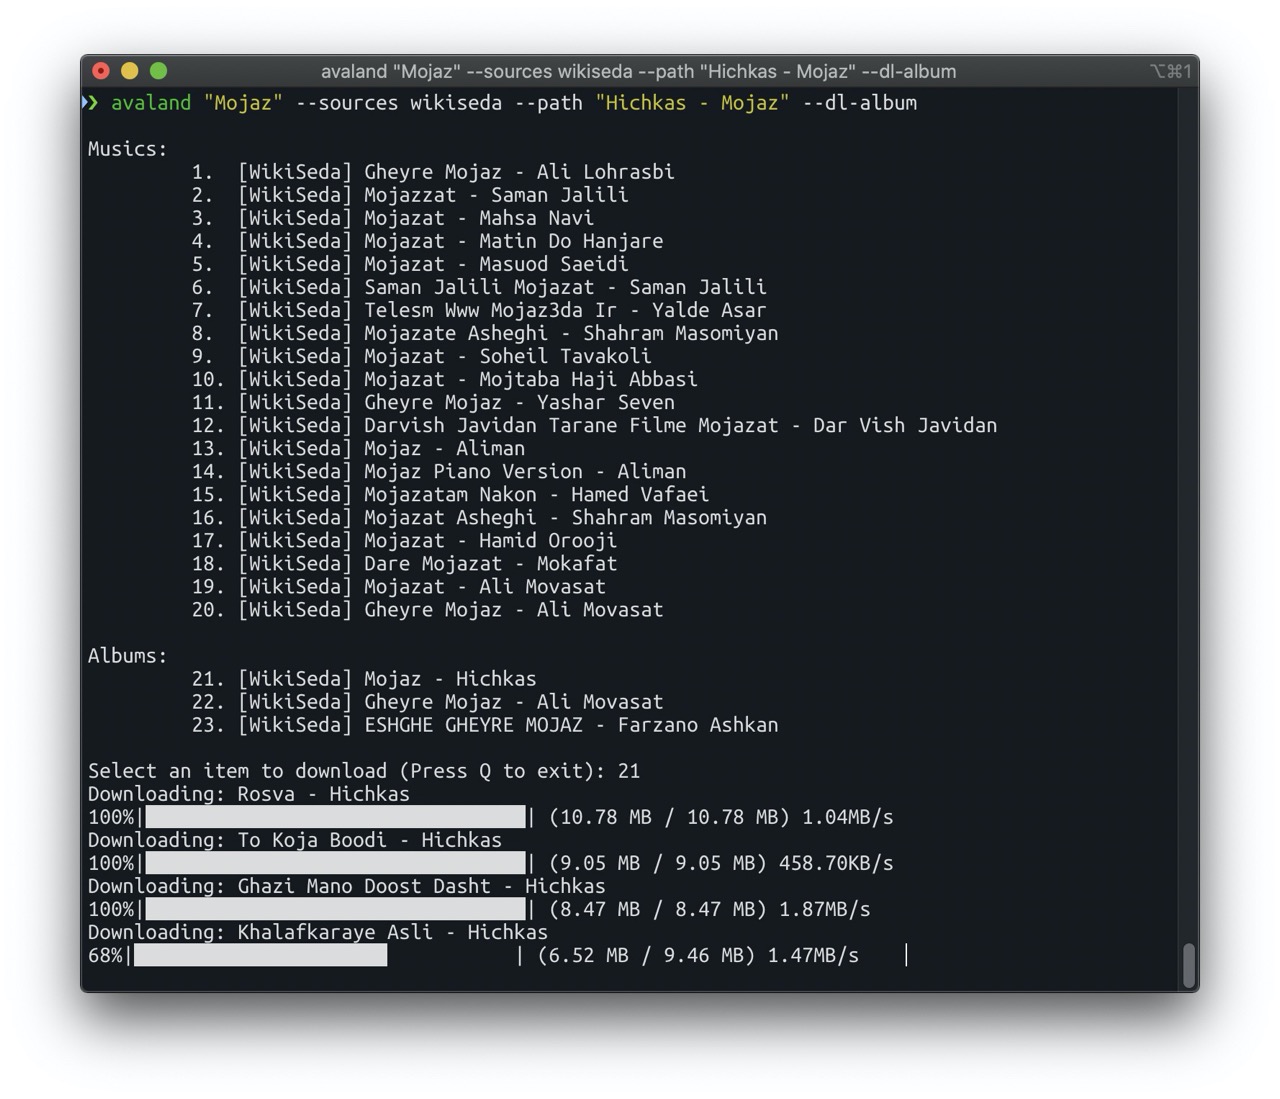 avaland "Mojaz" --sources wikiseda --path "Hichkas - Mojaz" --dl-album
⌥⌘1
❯ avaland "Mojaz" --sources wikiseda --path "Hichkas - Mojaz" --dl-album
Musics:
1. [WikiSeda] Gheyre Mojaz - Ali Lohrasbi
2. [WikiSeda] Mojazzat - Saman Jalili
3. [WikiSeda] Mojazat - Mahsa Navi
4. [WikiSeda] Mojazat - Matin Do Hanjare
5. [WikiSeda] Mojazat - Masuod Saeidi
6. [WikiSeda] Saman Jalili Mojazat - Saman Jalili
7. [WikiSeda] Telesm Www Mojaz3da Ir - Yalde Asar
8. [WikiSeda] Mojazate Asheghi - Shahram Masomiyan
9. [WikiSeda] Mojazat - Soheil Tavakoli
10. [WikiSeda] Mojazat - Mojtaba Haji Abbasi
11. [WikiSeda] Gheyre Mojaz - Yashar Seven
12. [WikiSeda] Darvish Javidan Tarane Filme Mojazat - Dar Vish Javidan
13. [WikiSeda] Mojaz - Aliman
14. [WikiSeda] Mojaz Piano Version - Aliman
15. [WikiSeda] Mojazatam Nakon - Hamed Vafaei
16. [WikiSeda] Mojazat Asheghi - Shahram Masomiyan
17. [WikiSeda] Mojazat - Hamid Orooji
18. [WikiSeda] Dare Mojazat - Mokafat
19. [WikiSeda] Mojazat - Ali Movasat
20. [WikiSeda] Gheyre Mojaz - Ali Movasat
Albums:
21. [WikiSeda] Mojaz - Hichkas
22. [WikiSeda] Gheyre Mojaz - Ali Movasat
23. [WikiSeda] ESHGHE GHEYRE MOJAZ - Farzano Ashkan
Select an item to download (Press Q to exit): 21
Downloading: Rosva - Hichkas
100%| | (10.78 MB / 10.78 MB) 1.04MB/s
Downloading: To Koja Boodi - Hichkas
100%| | (9.05 MB / 9.05 MB) 458.70KB/s
Downloading: Ghazi Mano Doost Dasht - Hichkas
100%| | (8.47 MB / 8.47 MB) 1.87MB/s
Downloading: Khalafkaraye Asli - Hichkas
68%| | (6.52 MB / 9.46 MB) 1.47MB/s